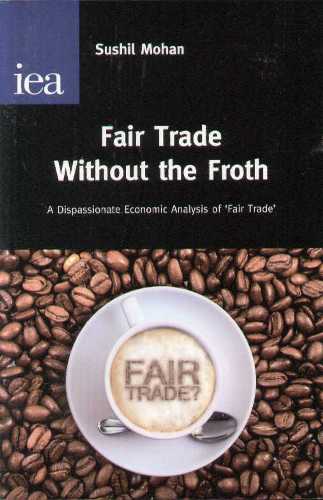 Sushil Mohan
iea
Fair Trade
Without the Froth
A Dispassionate Economic Analysis of 'Fair Trade'
FAIR
TRADE?